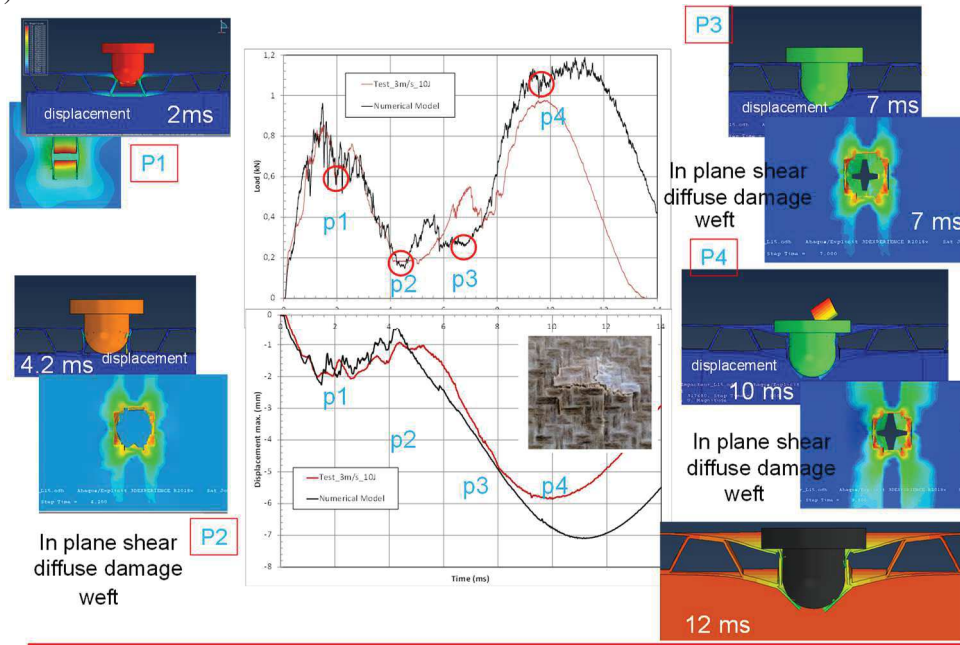 )
displacement
2ms
P1
4.2 ms
displacement
P2
In plane shear
diffuse damage
weft
1,2
1
0,8
0,6
0,4
0,2
0
Load (kN)
Test_3m/s_10J
Numerical Model
p1
p2
p3
p4
0 2 4 6 8 10 12 14
0
-1
-2
-3
-4
-5
-6
-7
-8
Displacement max. (mm)
p1
p2
p3
p4
Test_3m/s_10J
Numerical Model
Time (ms)
P3
displacement
7 ms
In plane shear
diffuse damage
weft
7 ms
P4
displacement
10 ms
In plane shear
diffuse damage
weft
12 ms